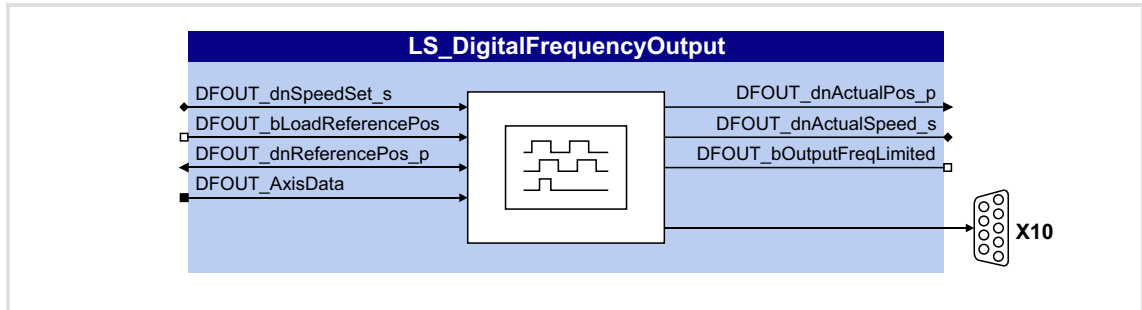 LS_DigitalFrequencyOutput
DFOUT_dnSpeedSet_s
DFOUT_bLoadReferencePos
DFOUT_dnReferencePos_p
DFOUT_AxisData
DFOUT_dnActualPos_p
DFOUT_dnActualSpeed_s
DFOUT_bOutputFreqLimited
X10